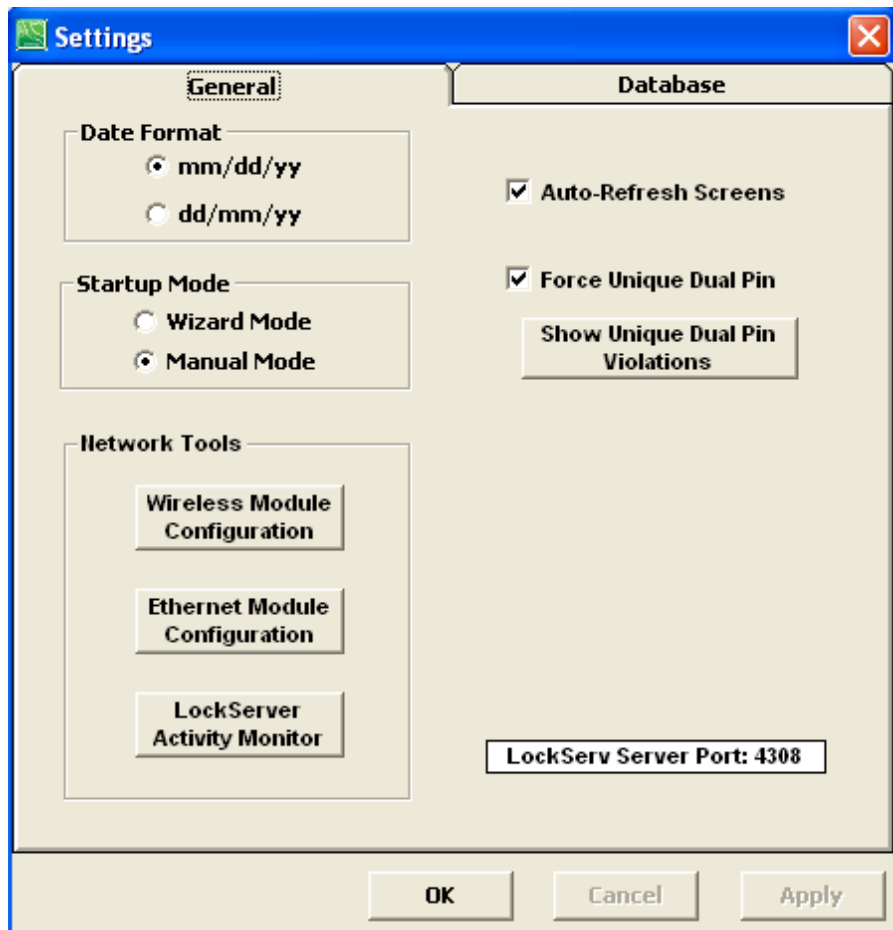 Settings
General
Database
Date Format
mm/dd/yy
dd/mm/yy
Startup Mode
Wizard Mode
Manual Mode
Network Tools
Wireless Module
Configuration
Ethernet Module
Configuration
LockServer
Activity Monitor
Auto-Refresh Screens
Force Unique Dual Pin
Show Unique Dual Pin
Violations
LockServ Server Port: 4308
OK
Cancel
Apply